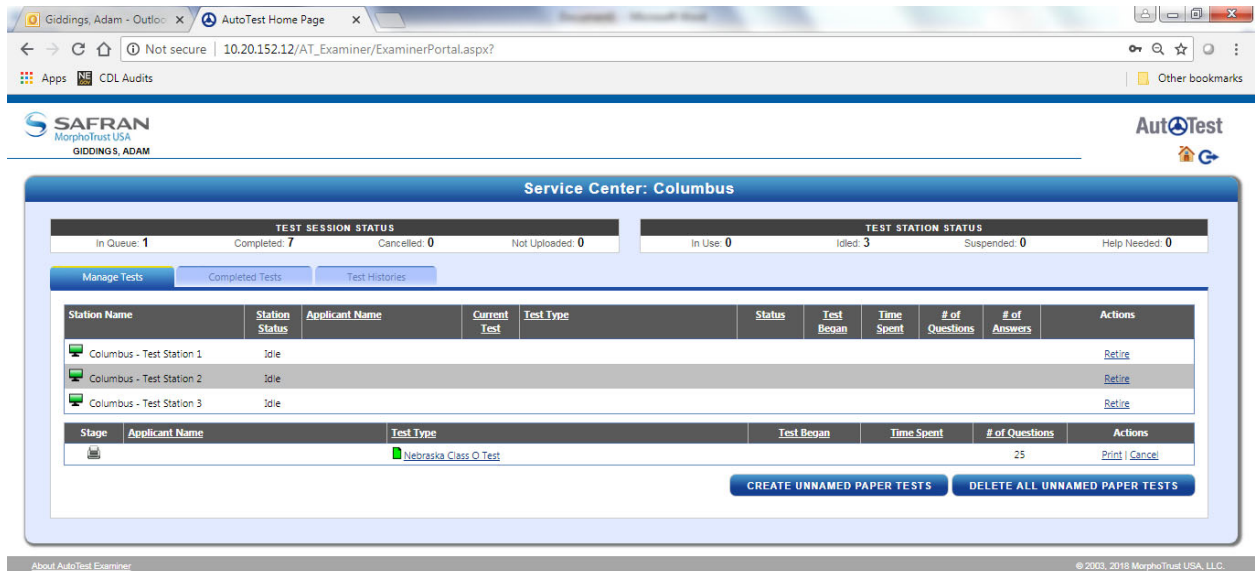 Giddings, Adam - Outloo AutoTest Home Page
Not secure 10.20.152.12/AT_Examiner/ExaminerPortal.aspx?
Apps CDL Audits Other bookmarks
SAFRAN
MorphoTrust USA
GIDDINGS, ADAM
AutoTest
Service Center: Columbus
TEST SESSION STATUS TEST STATION STATUS
In Queue: 1 Completed: 7 Cancelled: 0 Not Uploaded: 0 In Use: 0 Idled: 3 Suspended: 0 Help Needed: 0
Manage Tests Completed Tests Test Histories
Station Name Station Status Applicant Name Current Test Test Type Status Test Began Time Spent # of Questions # of Answers Actions
Columbus - Test Station 1 Idle Retire
Columbus - Test Station 2 Idle Retire
Columbus - Test Station 3 Idle Retire
Stage Applicant Name Test Type Test Began Time Spent # of Questions Actions
Nebraska Class O Test 25 Print | Cancel
CREATE UNNAMED PAPER TESTS DELETE ALL UNNAMED PAPER TESTS
About AutoTest Examiner © 2003, 2018 MorphoTrust USA, LLC.